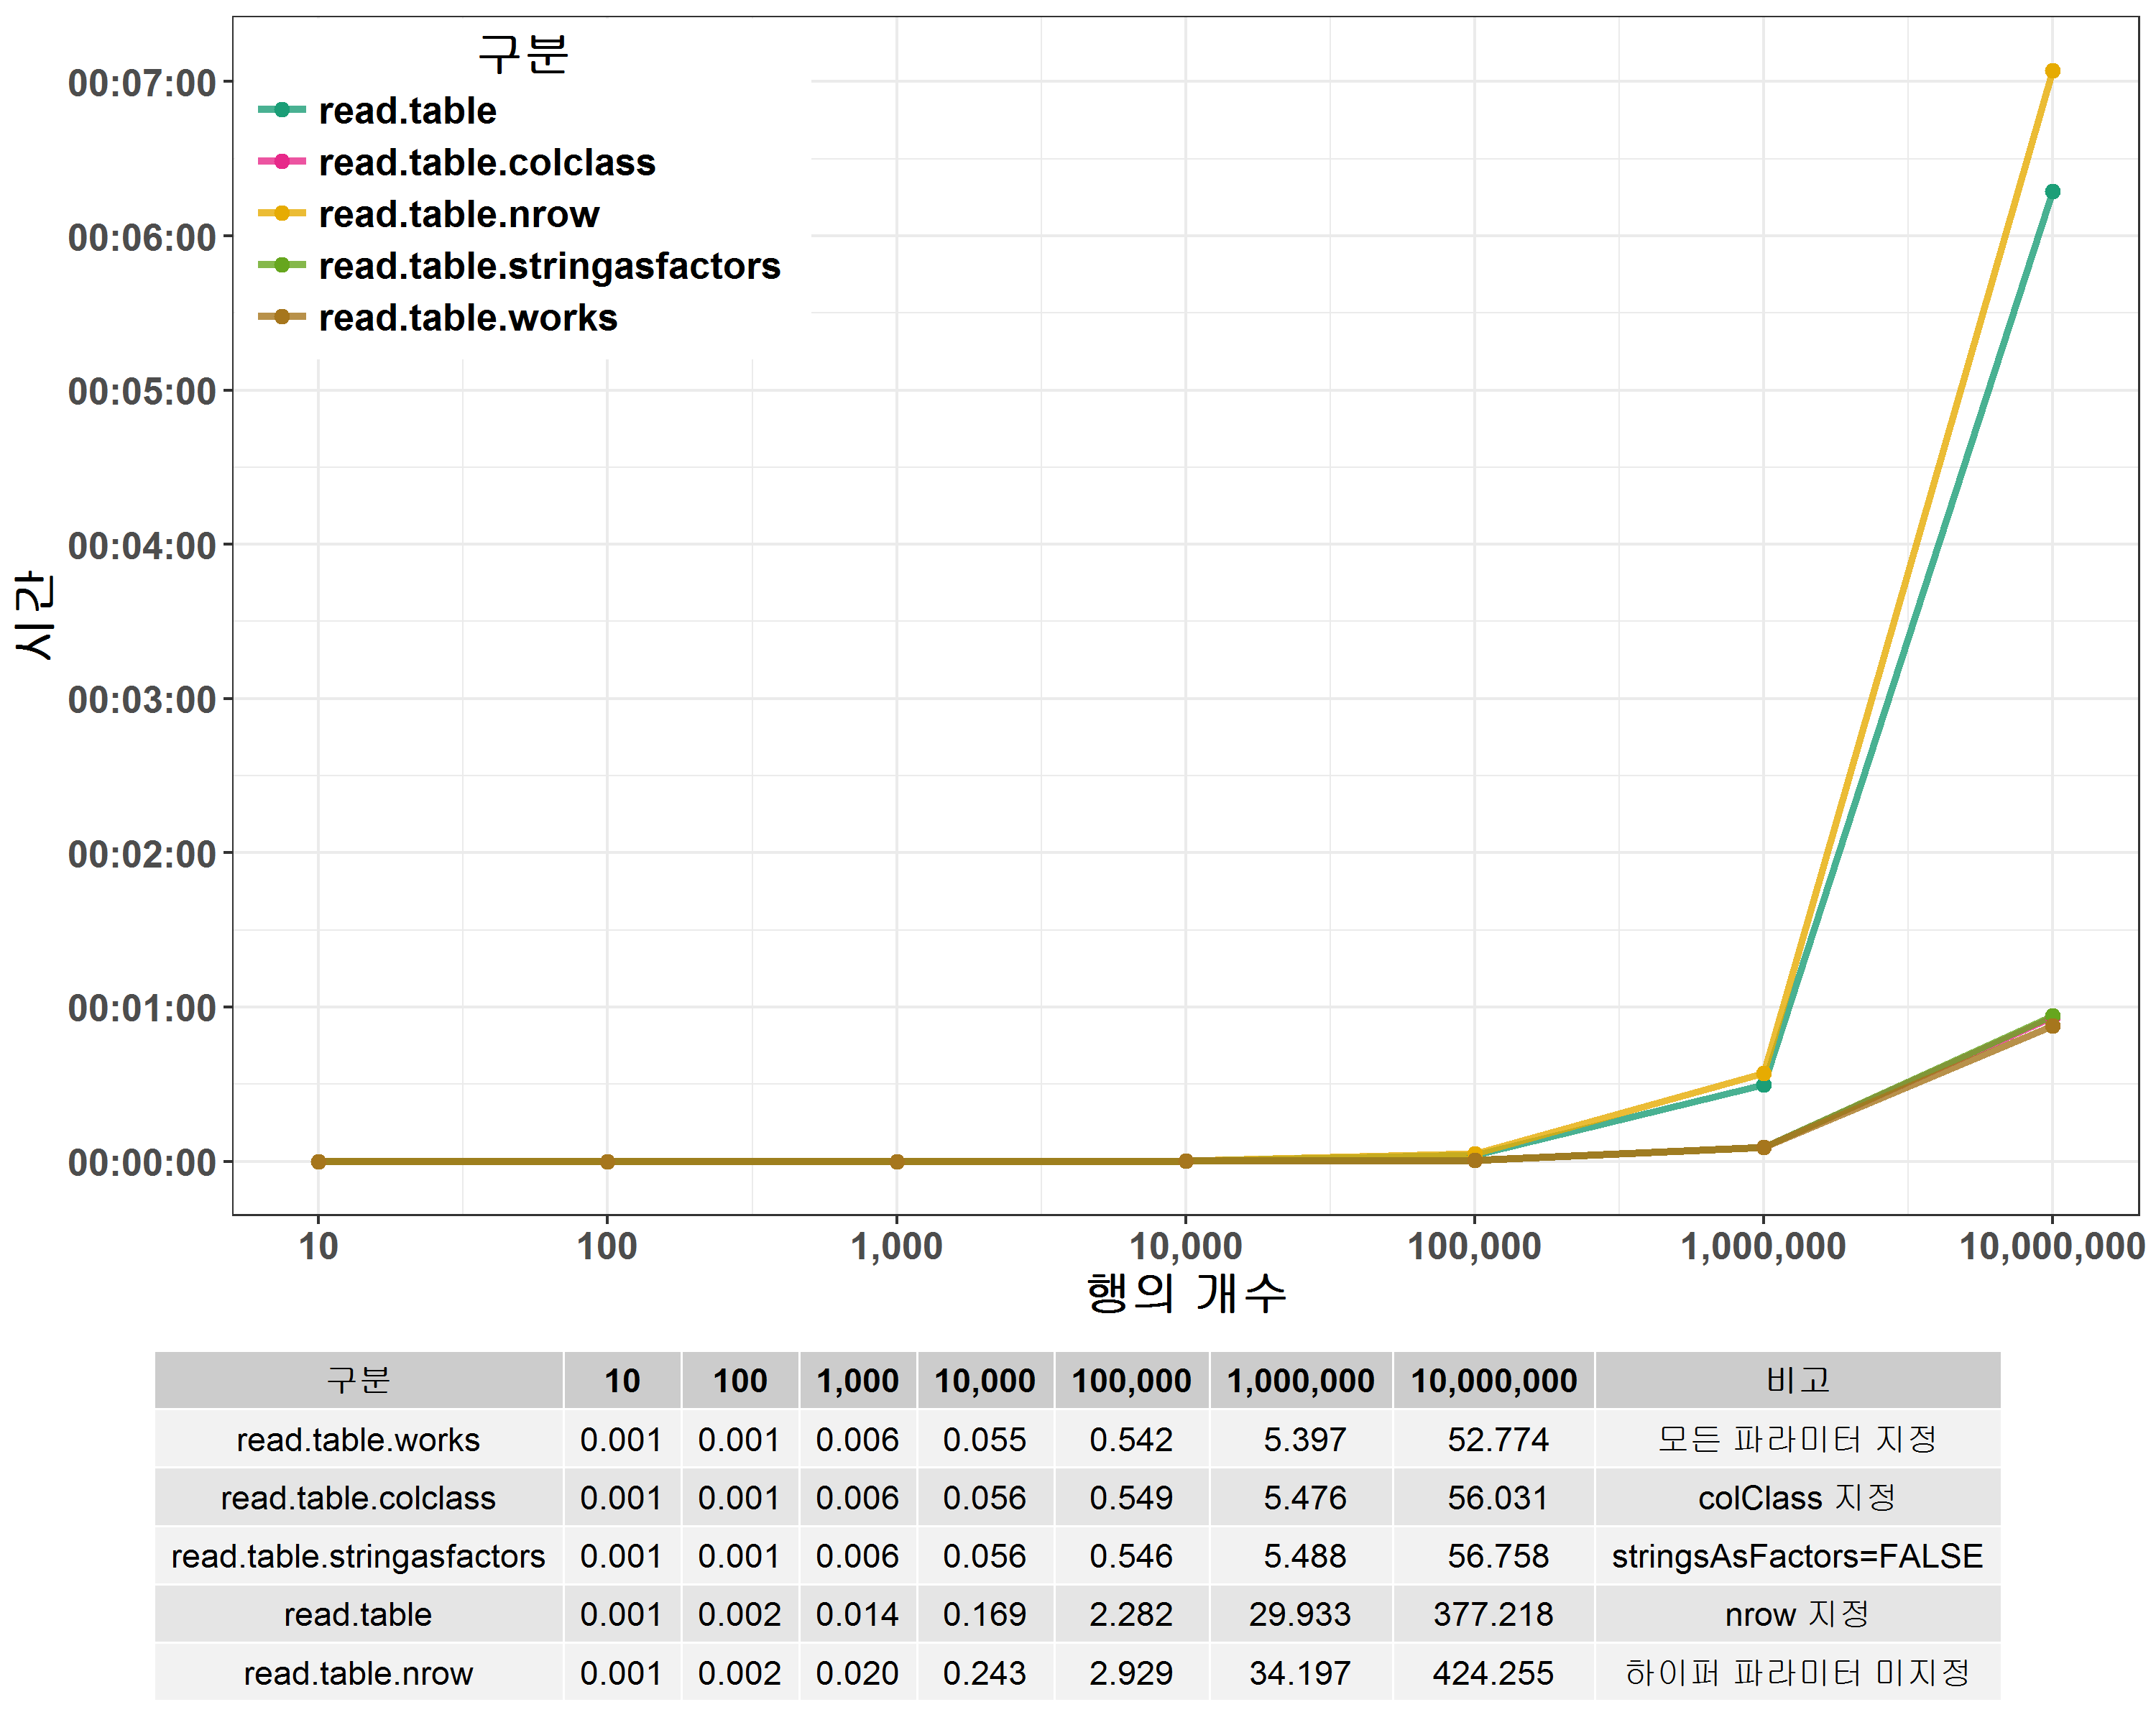 구분
read.table
read.table.colclass
read.table.nrow
read.table.stringasfactors
read.table.works
00:07:00
00:06:00
00:05:00
00:04:00
00:03:00
00:02:00
00:01:00
00:00:00
시간
10 100 1,000 10,000 100,000 1,000,000 10,000,000
행의 개수
구분 10 100 1,000 10,000 100,000 1,000,000 10,000,000 비고
read.table.works 0.001 0.001 0.006 0.055 0.542 5.397 52.774 모든 파라미터 지정
read.table.colclass 0.001 0.001 0.006 0.056 0.549 5.476 56.031 colClass 지정
read.table.stringasfactors 0.001 0.001 0.006 0.056 0.546 5.488 56.758 stringsAsFactors=FALSE
read.table 0.001 0.002 0.014 0.169 2.282 29.933 377.218 nrow 지정
read.table.nrow 0.001 0.002 0.020 0.243 2.929 34.197 424.255 하이퍼 파라미터 미지정